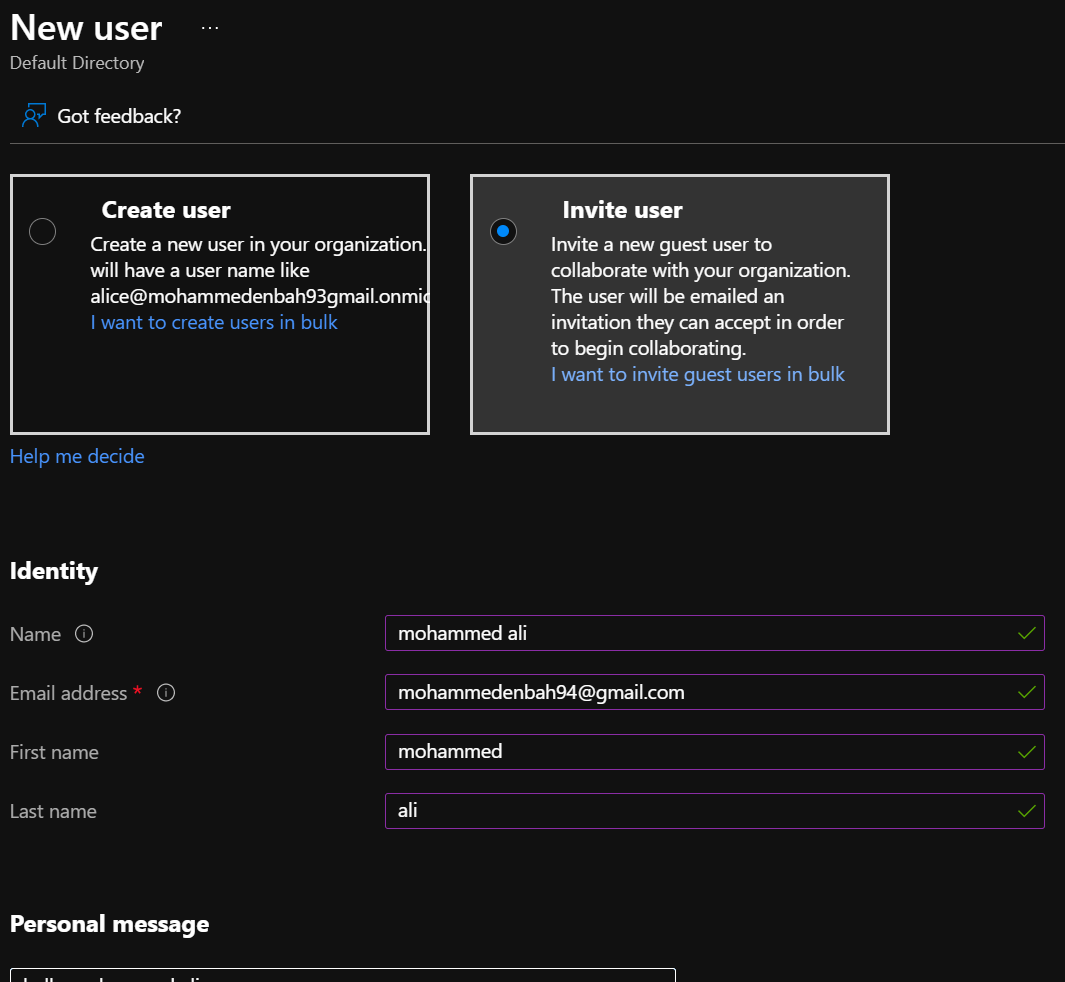 New user
...
Default Directory
Got feedback?
Create user
Create a new user in your organization.
will have a user name like
alice@mohammedenbah93gmail.onmic
I want to create users in bulk
Invite user
Invite a new guest user to
collaborate with your organization.
The user will be emailed an
invitation they can accept in order
to begin collaborating.
I want to invite guest users in bulk
Help me decide
Identity
Name
mohammed ali
Email address *
mohammedenbah94@gmail.com
First name
mohammed
Last name
ali
Personal message